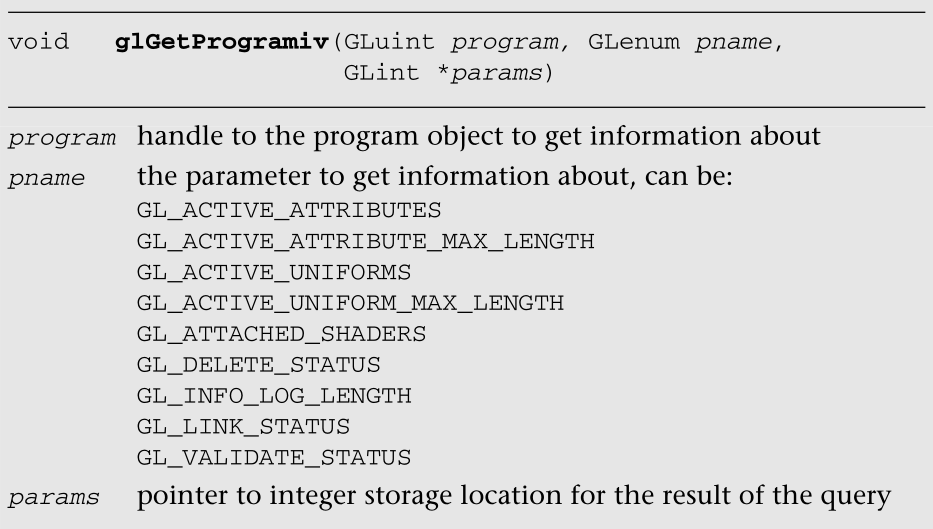 void glGetProgramiv(GLuint program, GLenum pname,
GLint *params)
program handle to the program object to get information about
pname the parameter to get information about, can be:
GL_ACTIVE_ATTRIBUTES
GL_ACTIVE_ATTRIBUTE_MAX_LENGTH
GL_ACTIVE_UNIFORMS
GL_ACTIVE_UNIFORM_MAX_LENGTH
GL_ATTACHED_SHADERS
GL_DELETE_STATUS
GL_INFO_LOG_LENGTH
GL_LINK_STATUS
GL_VALIDATE_STATUS
params pointer to integer storage location for the result of the query